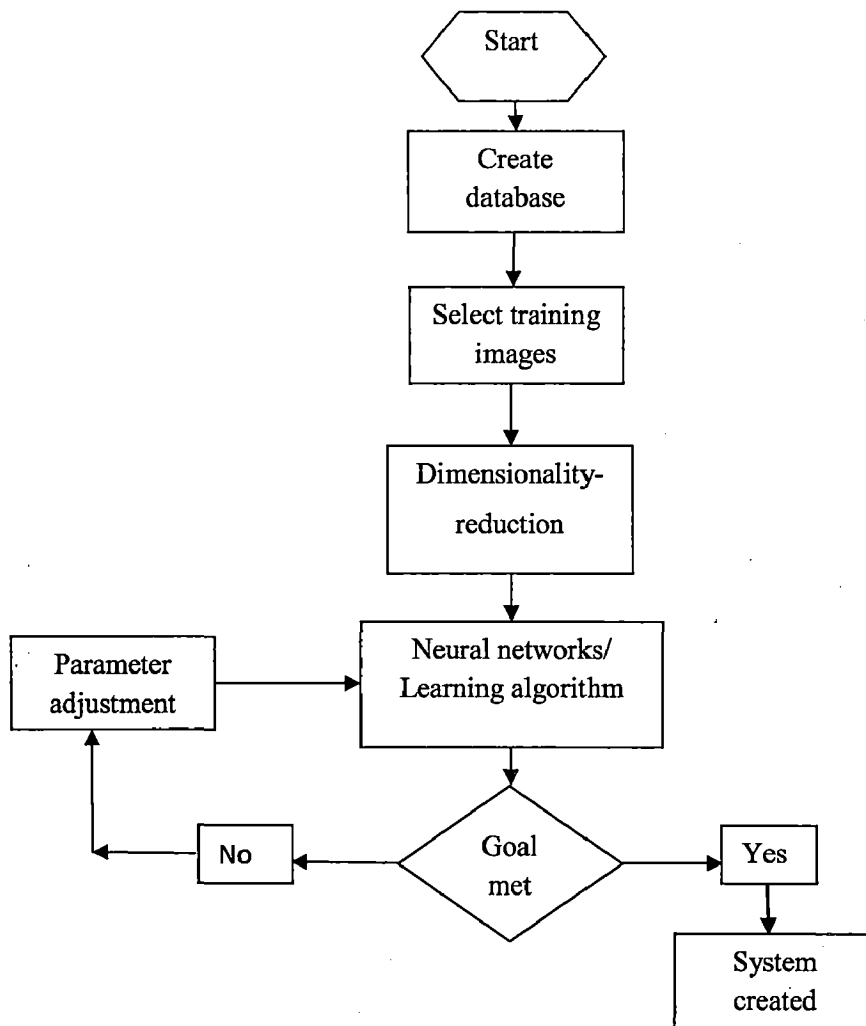 Start
Create
database
Select training
images
Dimensionality-
reduction
Neural networks/
Learning algorithm
Parameter
adjustment
No
Goal
met
Yes
System
created